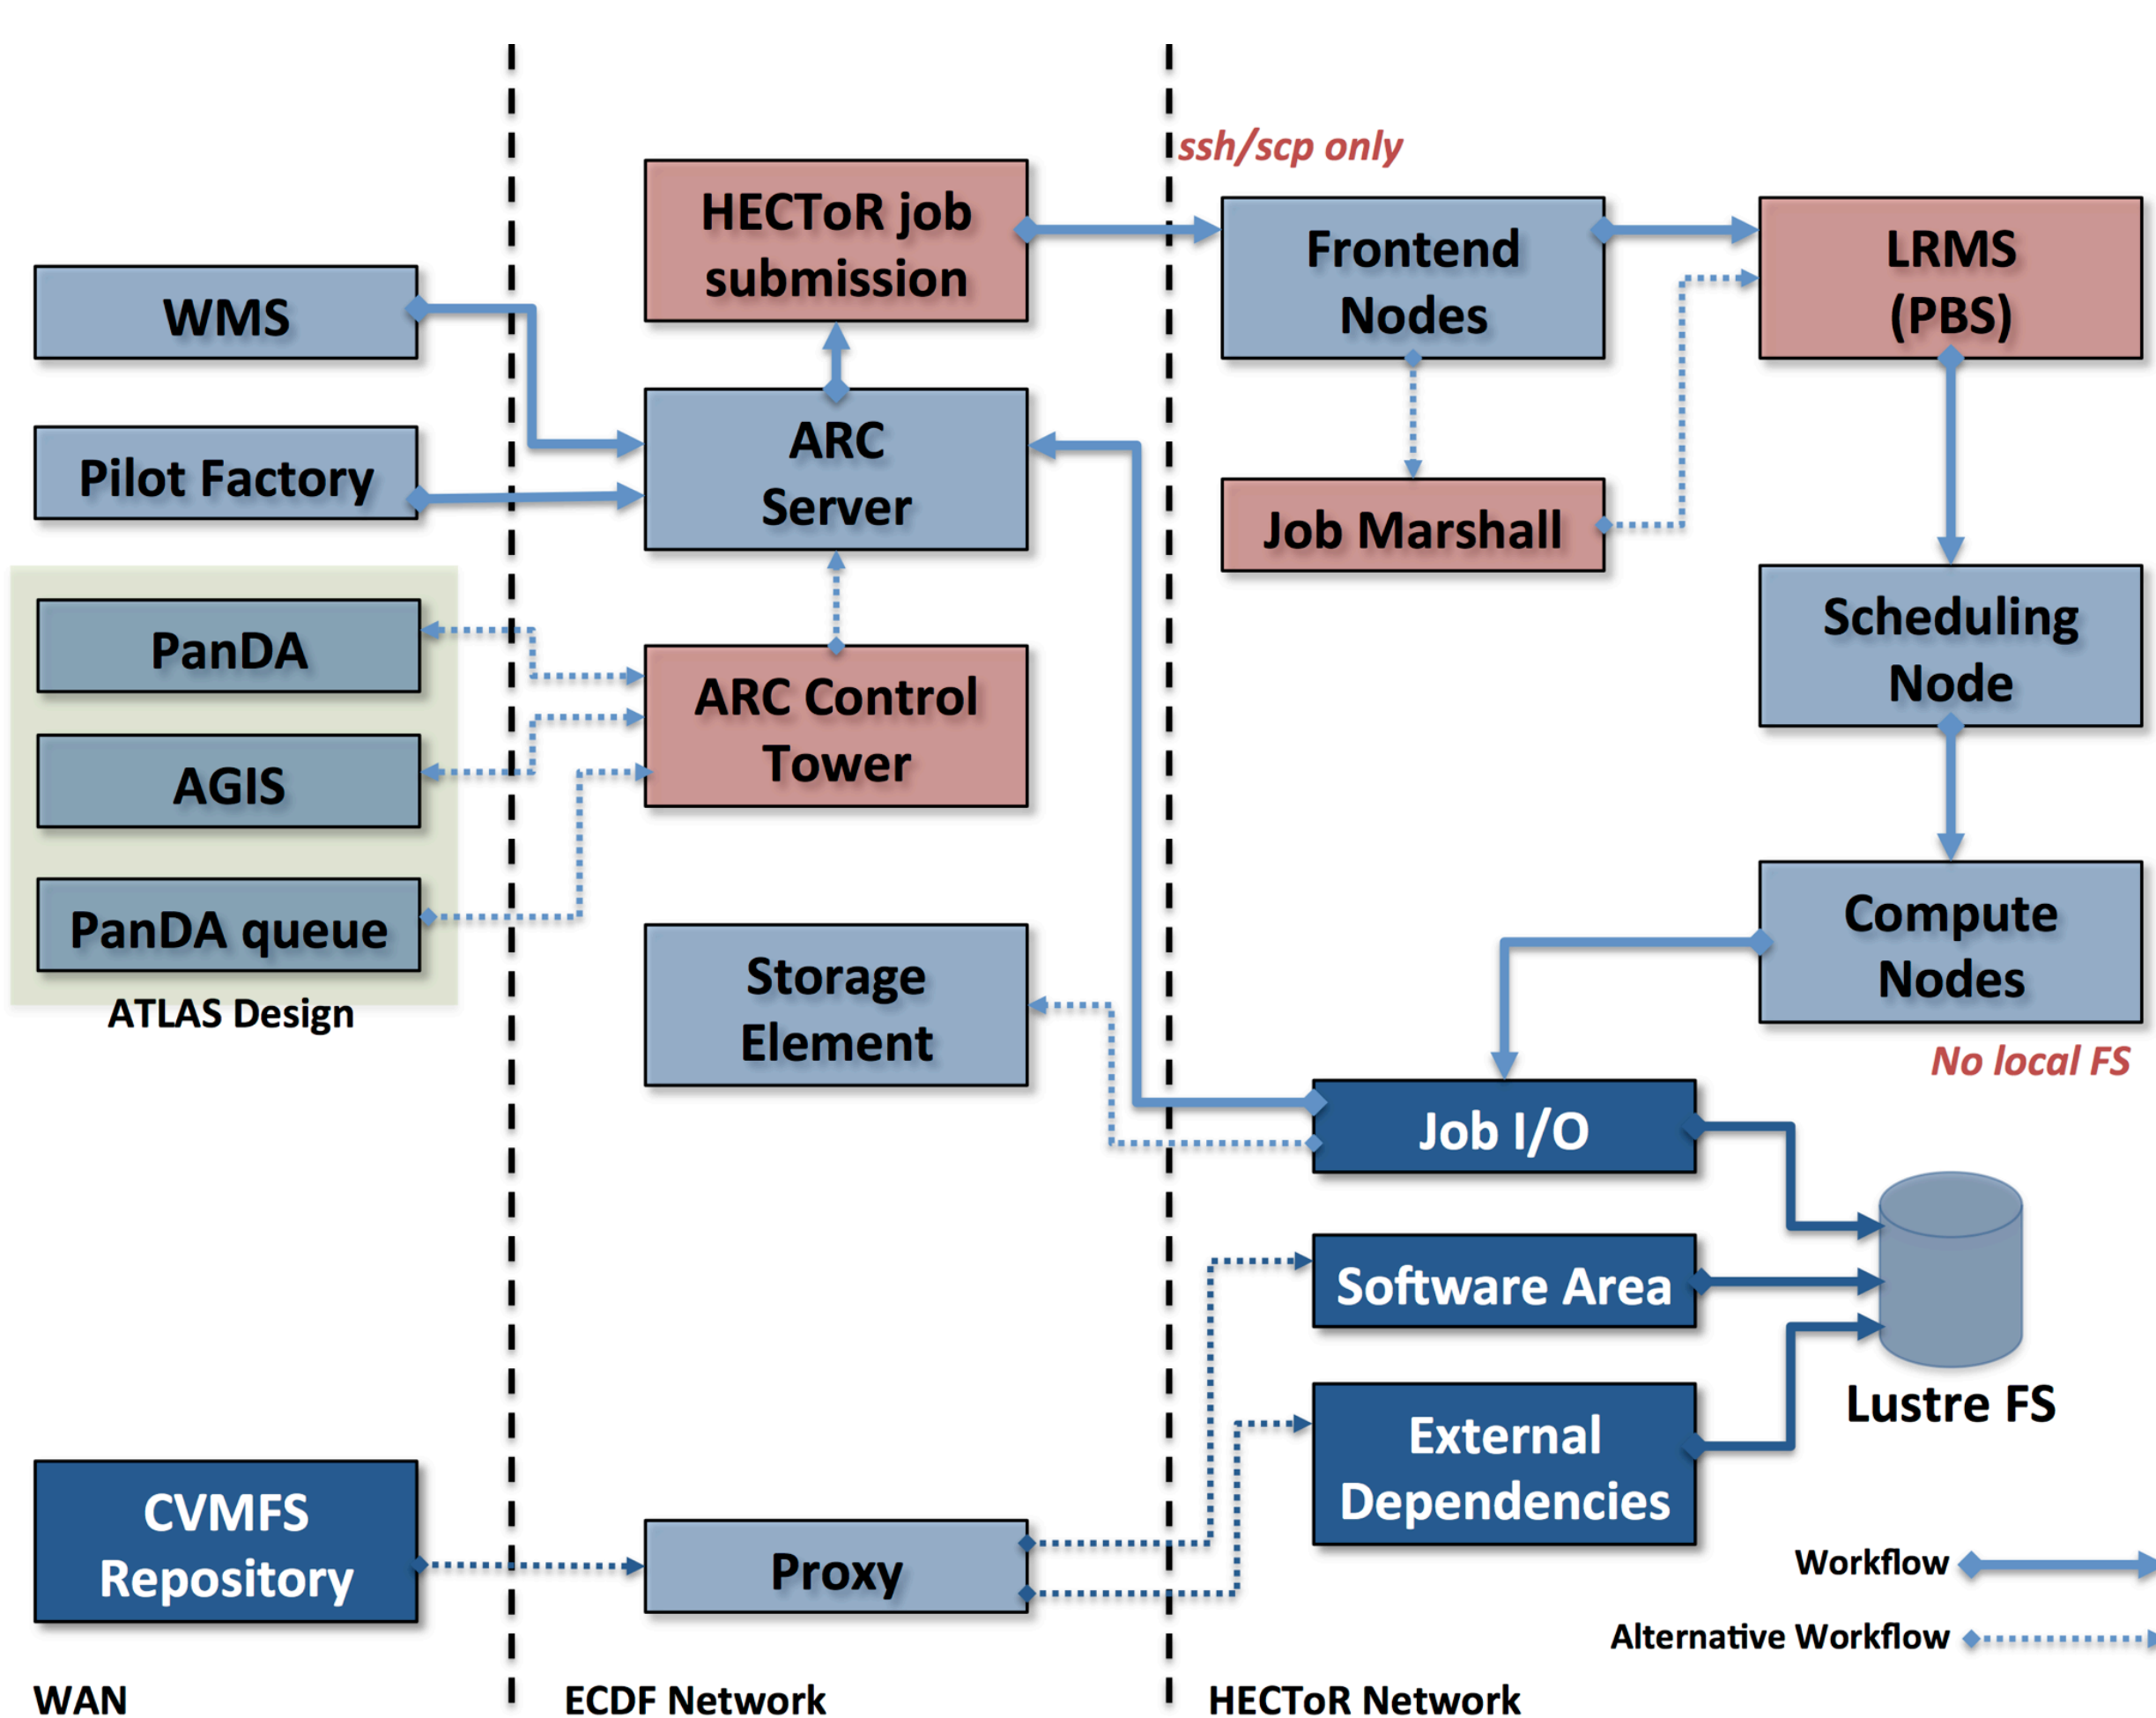 ssh/scp only
HECToR job
submission
Frontend
Nodes
LRMS
(PBS)
WMS
ARC
Server
Pilot Factory
Job Marshall
PanDA
AGIS
PanDA queue
ATLAS Design
ARC Control
Tower
Scheduling
Node
Storage
Element
Compute
Nodes
No local FS
Job I/O
Software Area
External
Dependencies
Lustre FS
CVMFS
Repository
Proxy
Workflow
Alternative Workflow
WAN
ECDF Network
HECToR Network